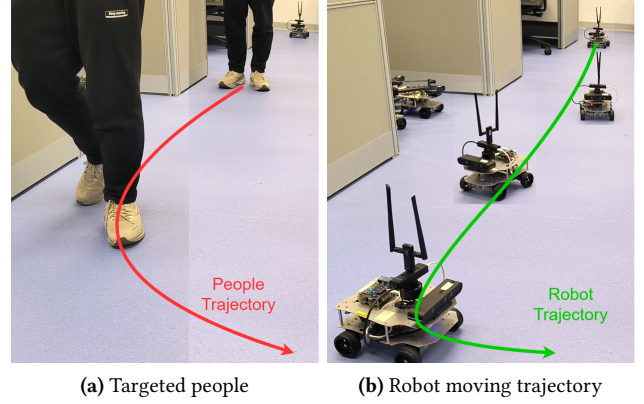 People
Trajectory
Robot
Trajectory
(a) Targeted people
(b) Robot moving trajectory